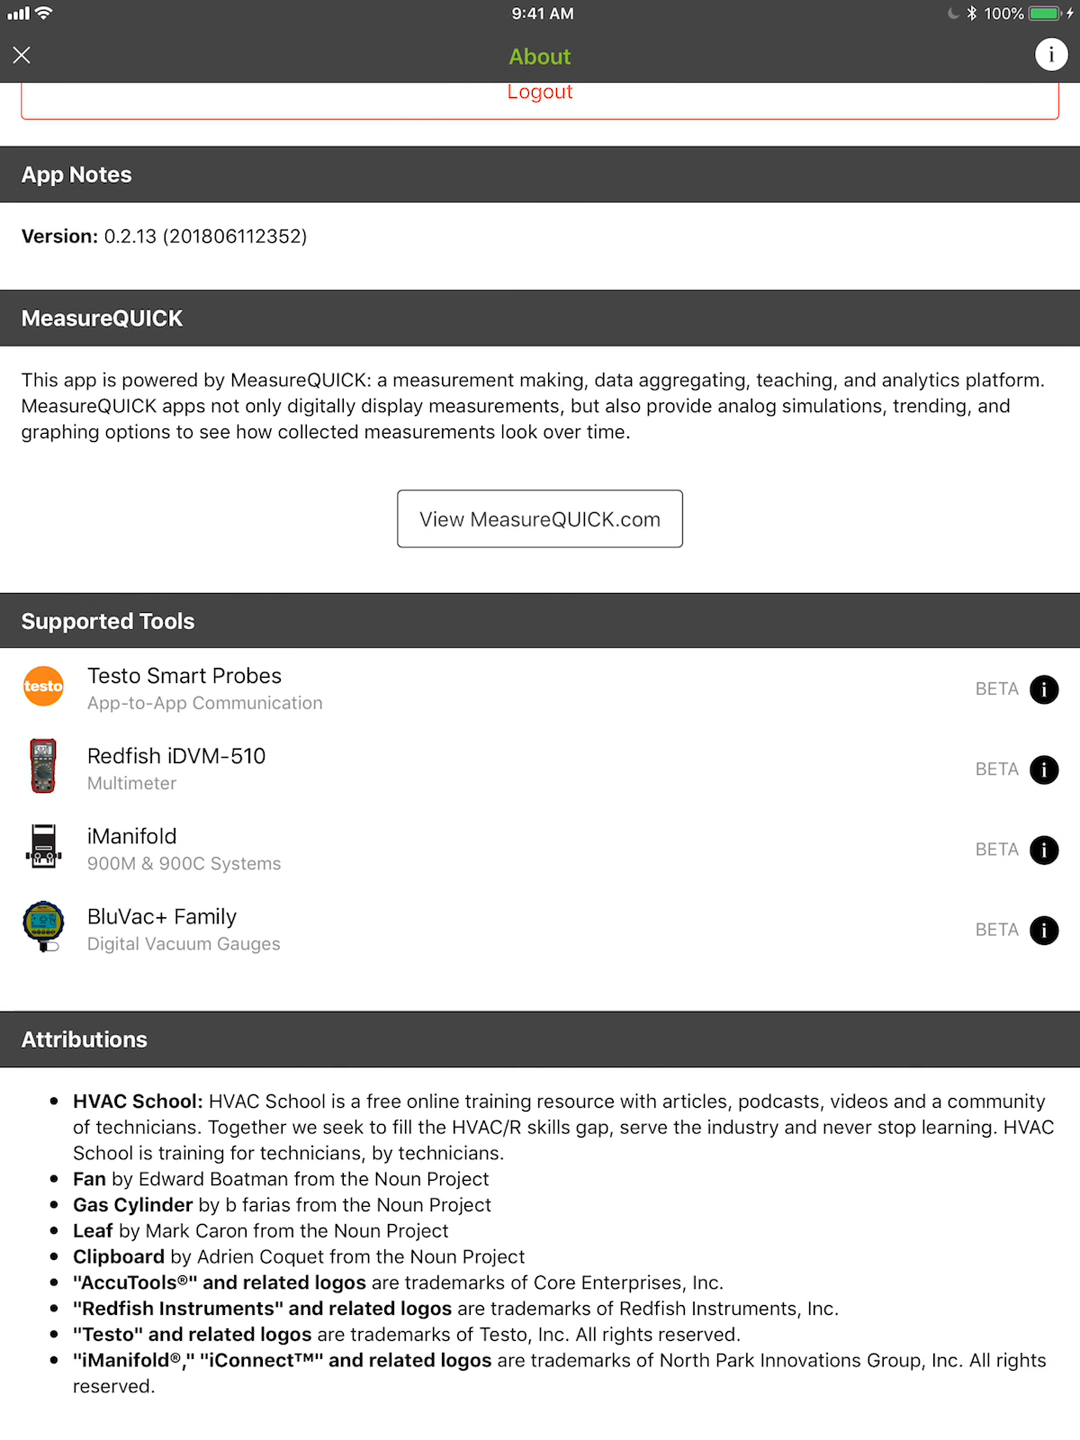 9:41 AM
100%
About
Logout
App Notes
Version: 0.2.13 (201806112352)
MeasureQUICK
This app is powered by MeasureQUICK: a measurement making, data aggregating, teaching, and analytics platform.
MeasureQUICK apps not only digitally display measurements, but also provide analog simulations, trending, and
graphing options to see how collected measurements look over time.
View MeasureQUICK.com
Supported Tools
testo
Testo Smart Probes
App-to-App Communication
BETA
Redfish iDVM-510
Multimeter
BETA
iManifold
900M & 900C Systems
BETA
BluVac+ Family
Digital Vacuum Gauges
BETA
Attributions
• HVAC School: HVAC School is a free online training resource with articles, podcasts, videos and a community
of technicians. Together we seek to fill the HVAC/R skills gap, serve the industry and never stop learning. HVAC
School is training for technicians, by technicians.
• Fan by Edward Boatman from the Noun Project
• Gas Cylinder by b farias from the Noun Project
• Leaf by Mark Caron from the Noun Project
• Clipboard by Adrien Coquet from the Noun Project
• "AccuTools®" and related logos are trademarks of Core Enterprises, Inc.
• "Redfish Instruments" and related logos are trademarks of Redfish Instruments, Inc.
• "Testo" and related logos are trademarks of Testo, Inc. All rights reserved.
• "iManifold®," "iConnect™" and related logos are trademarks of North Park Innovations Group, Inc. All rights
reserved.